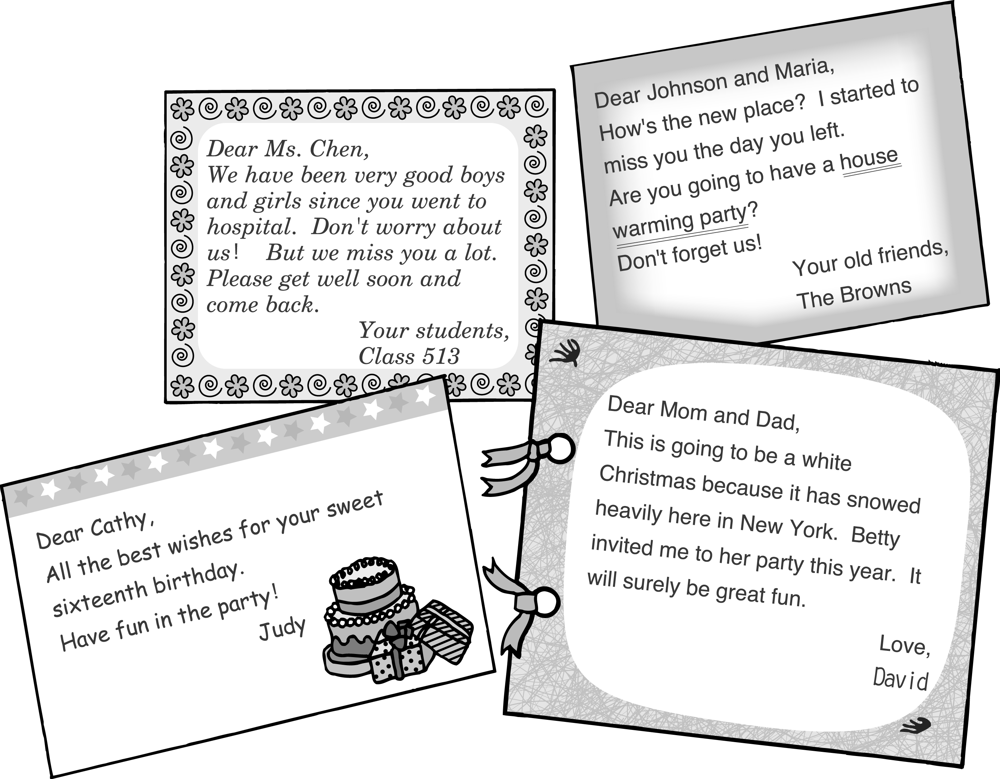 Dear Ms. Chen,
We have been very good boys
and girls since you went to
hospital.  Don't worry about
us!  But we miss you a lot.
Please get well soon and
come back.
Your students,
Class 513
Dear Johnson and Maria,
How's the new place?  I started to
miss you the day you left.
Are you going to have a house
warming party?
Don't forget us!
Your old friends,
The Browns
Dear Cathy,
All the best wishes for your sweet
sixteenth birthday.
Have fun in the party!
Judy
Dear Mom and Dad,
This is going to be a white
Christmas because it has snowed
heavily here in New York.  Betty
invited me to her party this year.  It
will surely be great fun.
Love,
David